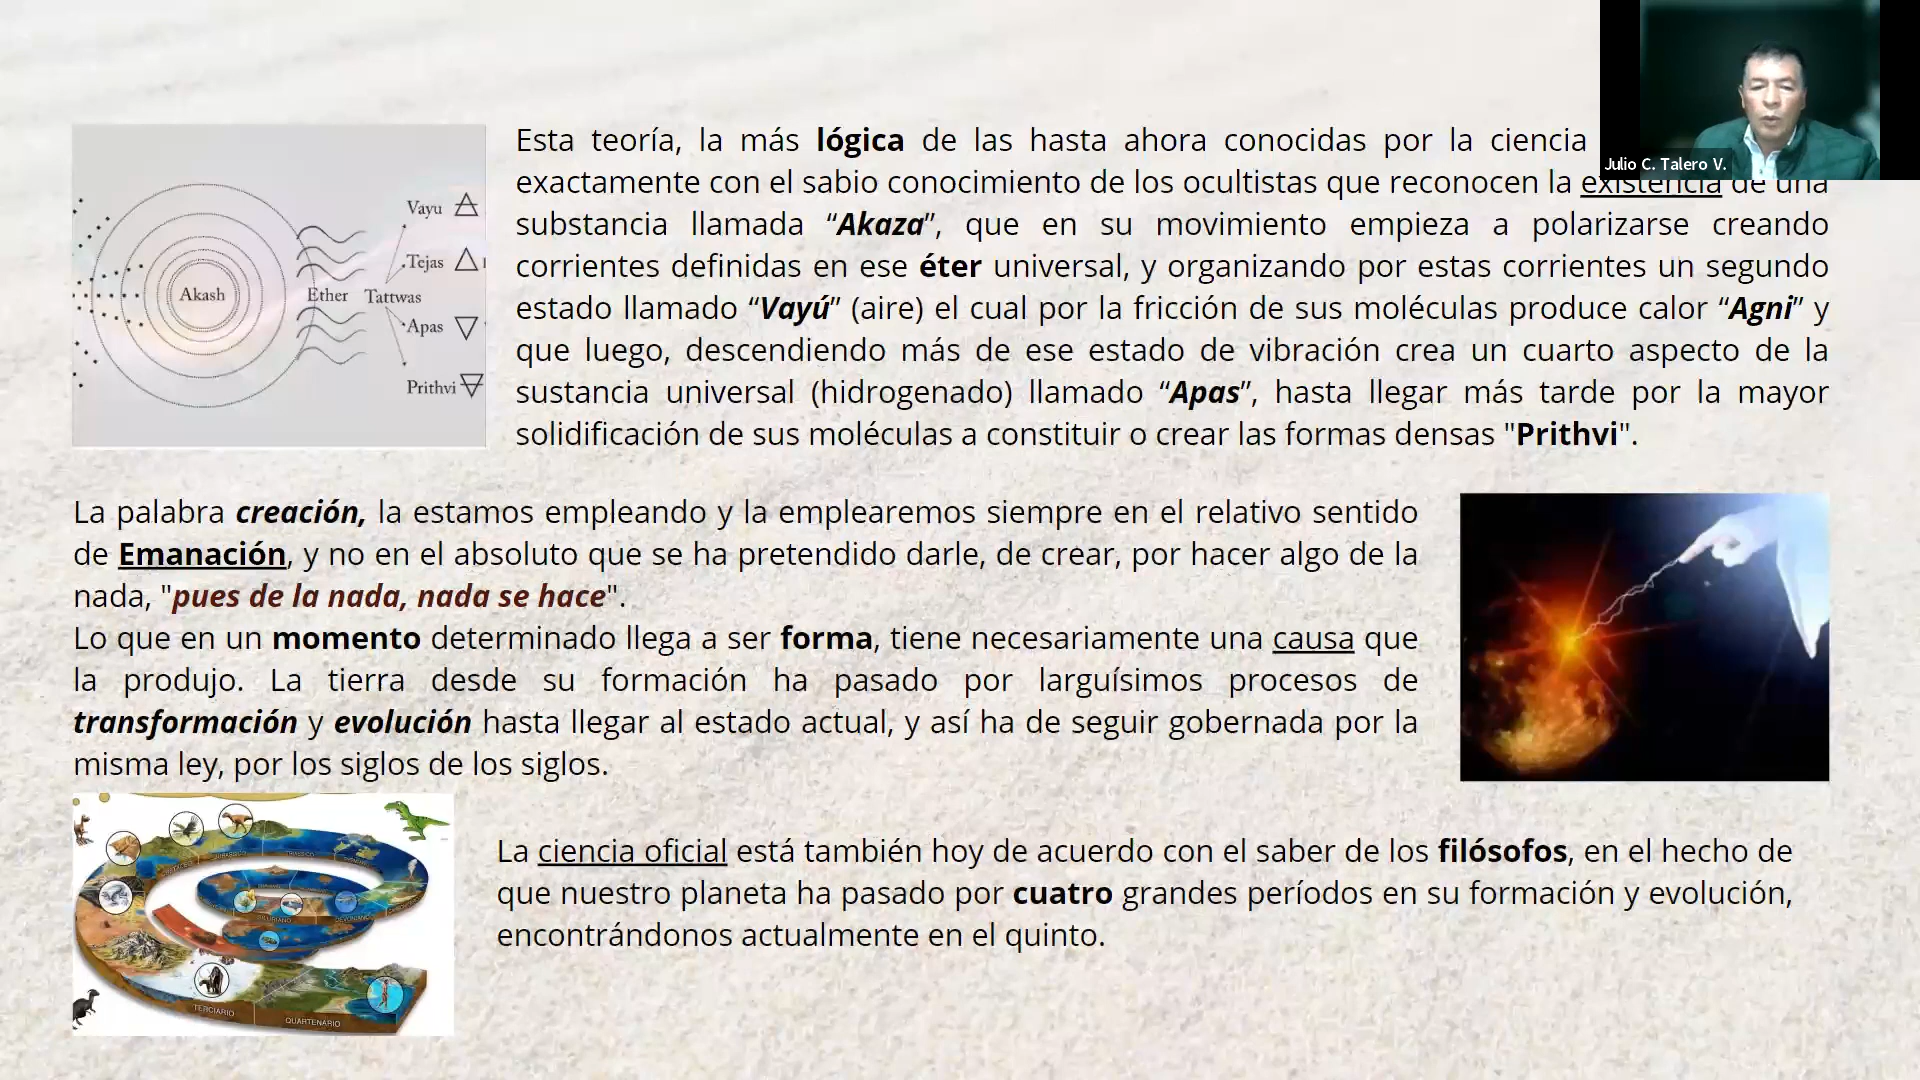 Julio C. Talero V.
Esta teoría, la más lógica de las hasta ahora conocidas por la ciencia
exactamente con el sabio conocimiento de los ocultistas que reconocen la existencia de una
substancia llamada “Akaza”, que en su movimiento empieza a polarizarse creando
corrientes definidas en ese éter universal, y organizando por estas corrientes un segundo
estado llamado “Vayú” (aire) el cual por la fricción de sus moléculas produce calor “Agni” y
que luego, descendiendo más de ese estado de vibración crea un cuarto aspecto de la
sustancia universal (hidrogenado) llamado “Apas”, hasta llegar más tarde por la mayor
solidificación de sus moléculas a constituir o crear las formas densas "Prithvi".
Vayu
Tejas
Akash
Ether
Tattwas
Apas
Prithvi
La palabra creación, la estamos empleando y la emplearemos siempre en el relativo sentido
de Emanación, y no en el absoluto que se ha pretendido darle, de crear, por hacer algo de la
nada, "pues de la nada, nada se hace".
Lo que en un momento determinado llega a ser forma, tiene necesariamente una causa que
la produjo. La tierra desde su formación ha pasado por larguísimos procesos de
transformación y evolución hasta llegar al estado actual, y así ha de seguir gobernada por la
misma ley, por los siglos de los siglos.
La ciencia oficial está también hoy de acuerdo con el saber de los filósofos, en el hecho de
que nuestro planeta ha pasado por cuatro grandes períodos en su formación y evolución,
encontrándonos actualmente en el quinto.
SILURIANO
TERCIARIO
QUARTENARIO